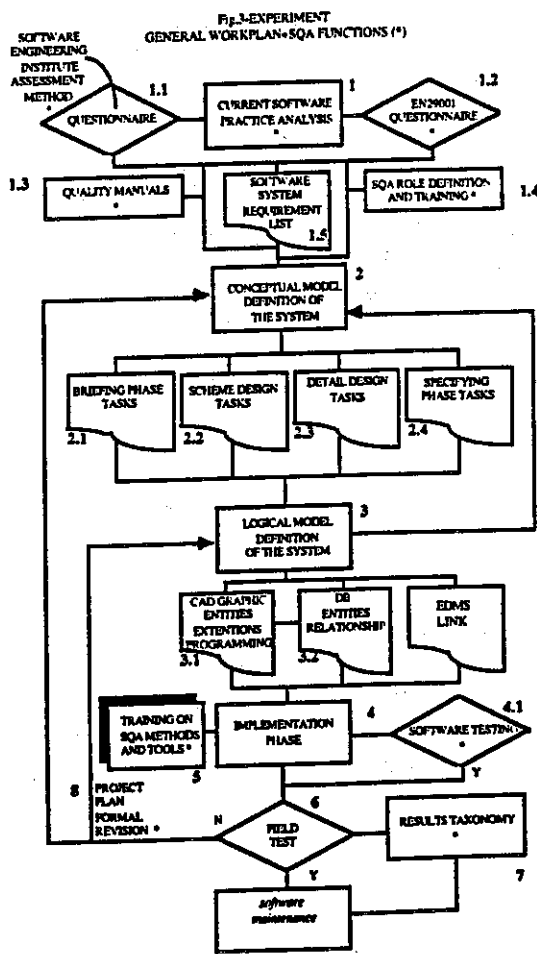 Fig.3-EXPERIMENT
GENERAL WORKPLAN+SQA FUNCTIONS (*)
SOFTWARE
ENGINEERING
INSTITUTE
ASSESSMENT
METHOD
*
1.1
QUESTIONNAIRE
1
CURRENT SOFTWARE
PRACTICE ANALYSIS
*
1.2
EN29001
QUESTIONNAIRE
*
1.3
QUALITY MANUALS
*
SOFTWARE
SYSTEM
REQUIREMENT
LIST
1.5
SQA ROLE DEFINITION
AND TRAINING *
1.4
2
CONCEPTUAL MODEL
DEFINITION OF
THE SYSTEM
BRIEFING PHASE
TASKS
2.1
SCHEME DESIGN
TASKS
2.2
DETAIL DESIGN
TASKS
2.3
SPECIFYING
PHASE TASKS
2.4
3
LOGICAL MODEL
DEFINITION
OF THE SYSTEM
CAD GRAPHIC
ENTITIES
EXTENTIONS
PROGRAMMING
3.1
DB
ENTITIES
RELATIONSHIP
3.2
EDMS
LINK
TRAINING ON
SQA METHODS
AND TOOLS *
5
IMPLEMENTATION
PHASE
4
4.1
SOFTWARE TESTING
*
Y
8
PROJECT
PLAN
FORMAL
REVISION *
N
6
FIELD
TEST
Y
RESULTS TAXONOMY
*
7
software
maintenance